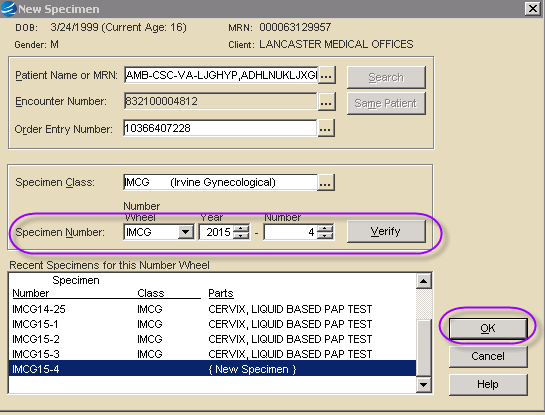 New Specimen
DOB: 3/24/1999 (Current Age: 16) MRN: 000063129957
Gender: M Client: LANCASTER MEDICAL OFFICES
Patient Name or MRN: AMB-CSC-VA-LJGHYP,ADHLNUKLJXGI ... Search
Encounter Number: 832100004812 ... Same Patient
Order Entry Number: 10366407228 ...
Specimen Class: IMCG (Irvine Gynecological) ...
Number
Wheel Year Number
Specimen Number: IMCG 2015 - 4 Verify
Recent Specimens for this Number Wheel
Specimen
Number Class Parts
IMCG14-25 IMCG CERVIX, LIQUID BASED PAP TEST
IMCG15-1 IMCG CERVIX, LIQUID BASED PAP TEST
IMCG15-2 IMCG CERVIX, LIQUID BASED PAP TEST
IMCG15-3 IMCG CERVIX, LIQUID BASED PAP TEST
IMCG15-4 { New Specimen }
OK
Cancel
Help